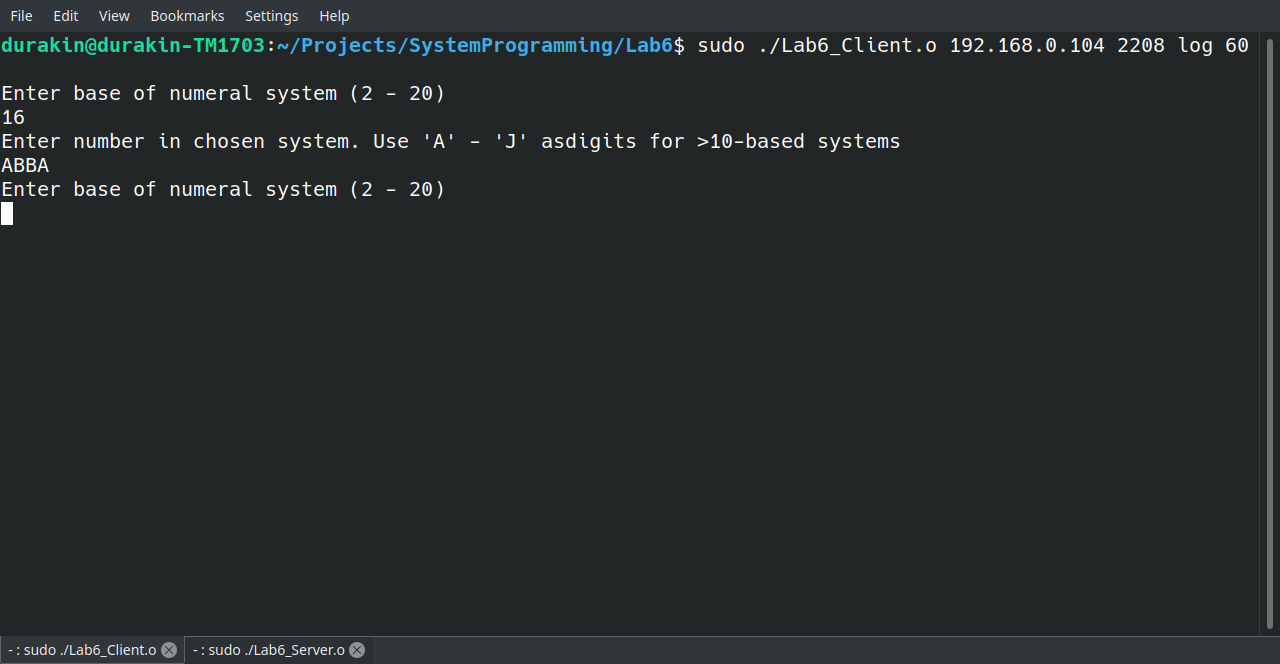 File Edit View Bookmarks Settings Help
durakin@durakin-TM1703:~/Projects/SystemProgramming/Lab6$ sudo ./Lab6_Client.o 192.168.0.104 2208 log 60
Enter base of numeral system (2 - 20)
16
Enter number in chosen system. Use 'A' - 'J' asdigits for >10-based systems
ABBA
Enter base of numeral system (2 - 20)
- : sudo ./Lab6_Client.o - : sudo ./Lab6_Server.o